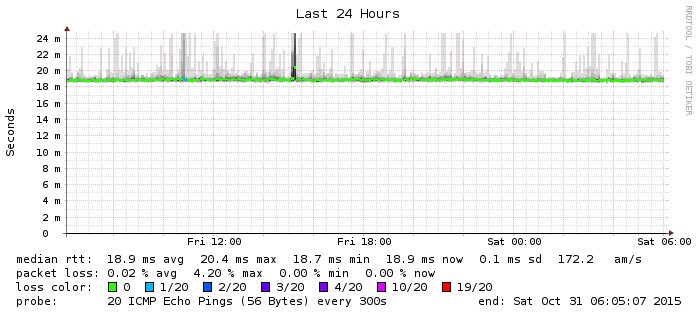 Last 24 Hours
RRDTOOL / TOBI OETIKER
Seconds
24 m
22 m
20 m
18 m
16 m
14 m
12 m
10 m
8 m
6 m
4 m
2 m
0
Fri 12:00 Fri 18:00 Sat 00:00 Sat 06:00
median rtt: 18.9 ms avg 20.4 ms max 18.7 ms min 18.9 ms now 0.1 ms sd 172.2 am/s
packet loss: 0.02 % avg 4.20 % max 0.00 % min 0.00 % now
loss color: 0 1/20 2/20 3/20 4/20 10/20 19/20
probe: 20 ICMP Echo Pings (56 Bytes) every 300s end: Sat Oct 31 06:05:07 2015